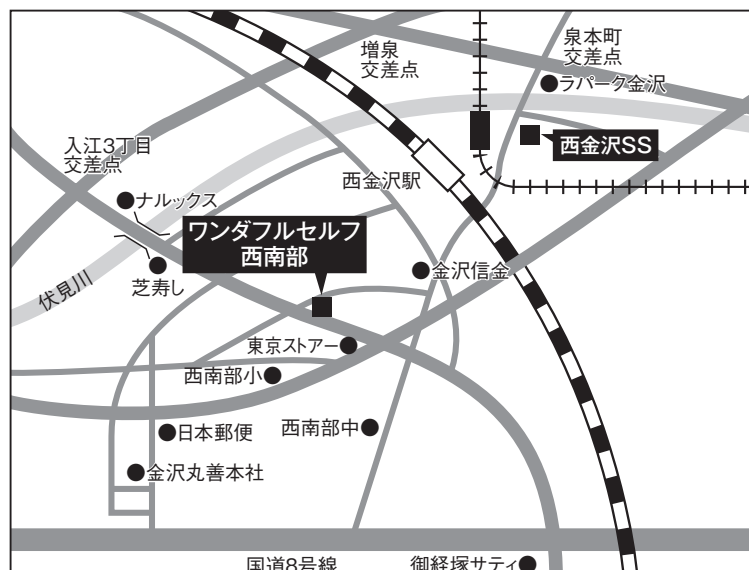 増泉
交差点
泉本町
交差点
ラパーク金沢
西金沢SS
入江3丁目
交差点
西金沢駅
ナルックス
ワンダフルセルフ
西南部
金沢信金
芝寿し
伏見川
東京ストアー
西南部小
日本郵便
西南部中
金沢丸善本社
国道8号線
御経塚サティ